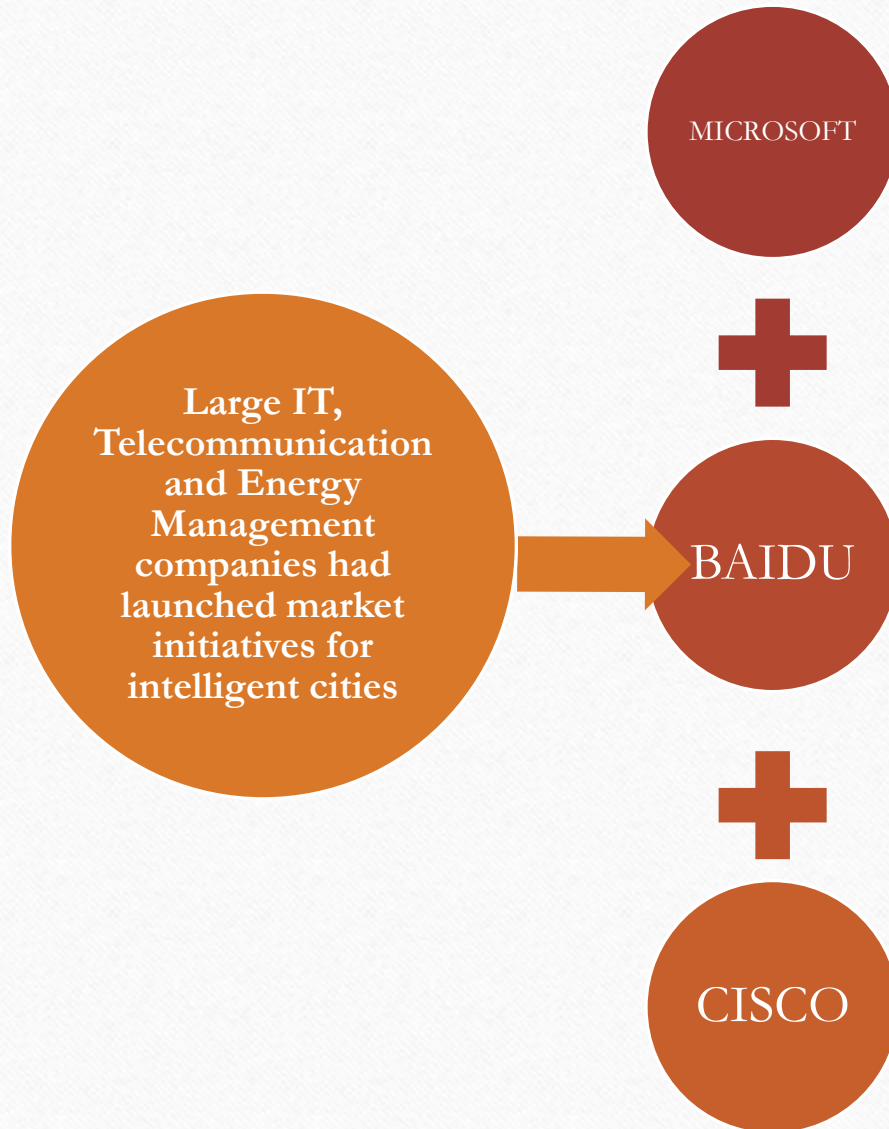 Large IT,
Telecommunication
and Energy
Management
companies had
launched market
initiatives for
intelligent cities
MICROSOFT
BAIDU
CISCO